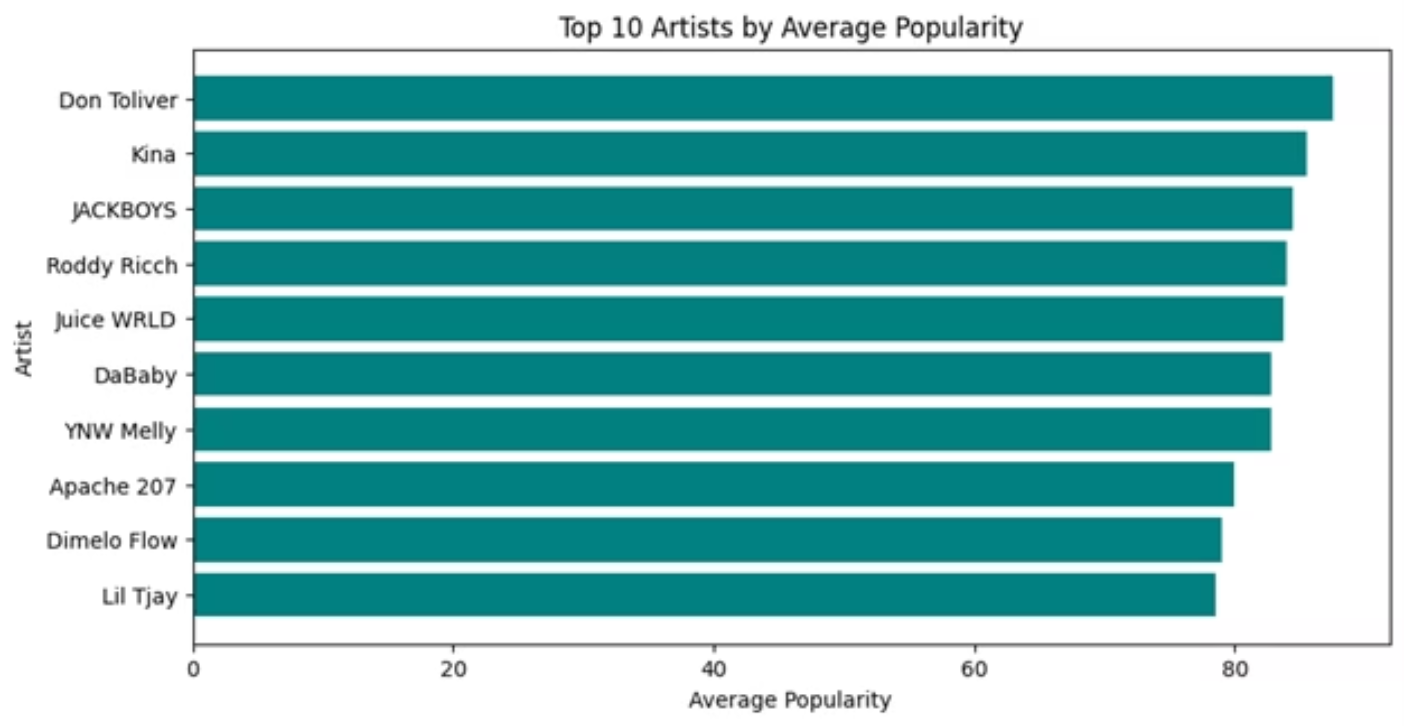 Top 10 Artists by Average Popularity
Don Toliver
Kina
JACKBOYS
Roddy Ricch
Juice WRLD
DaBaby
YNW Melly
Apache 207
Dimelo Flow
Lil Tjay
Artist
0 20 40 60 80
Average Popularity